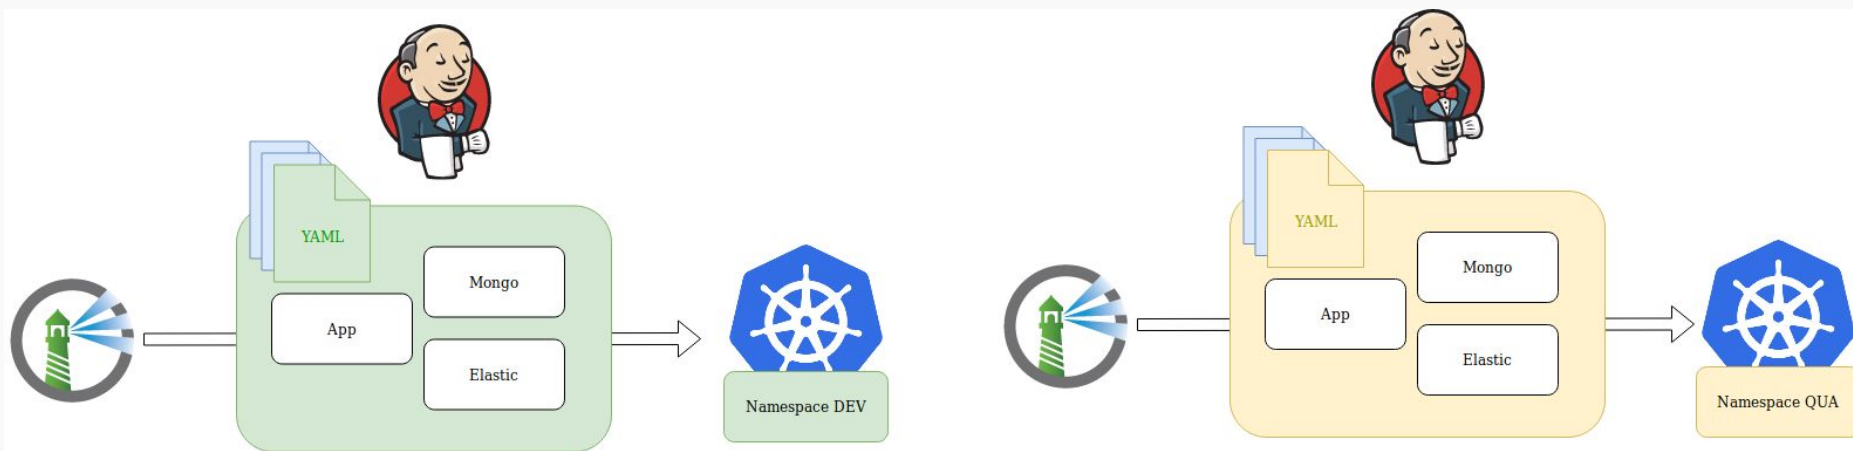 YAML
Mongo
App
Elastic
Namespace DEV
YAML
Mongo
App
Elastic
Namespace QUA